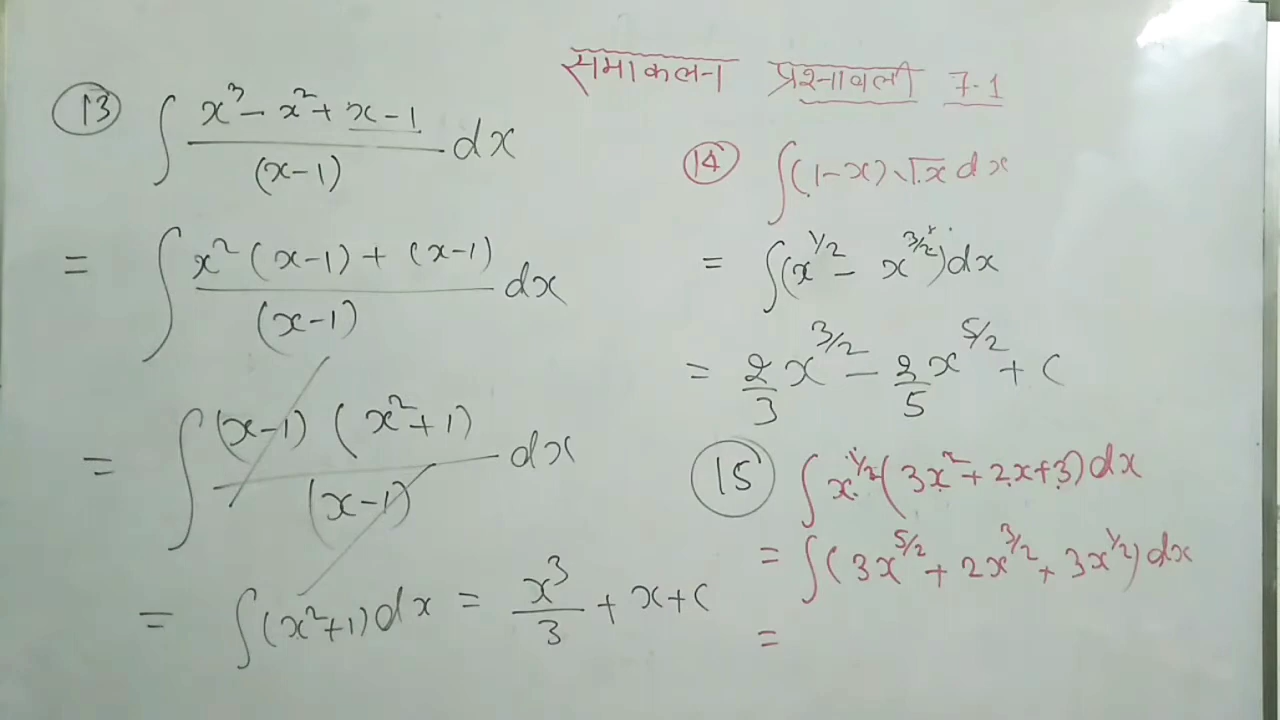 समाकलन प्रश्नावली 7.1
13 ∫ (x³ - x² + x - 1)/(x-1) dx
= ∫ (x²(x-1) + (x-1))/(x-1) dx
= ∫ ((x-1)(x²+1))/(x-1) dx
= ∫(x²+1)dx = x³/3 + x + c
14 ∫(1-x)√x dx
= ∫(x^1/2 - x^3/2)dx
= 2/3 x^3/2 - 2/5 x^5/2 + c
15 ∫x^1/2(3x² + 2x + 3)dx
= ∫(3x^5/2 + 2x^3/2 + 3x^1/2)dx
=